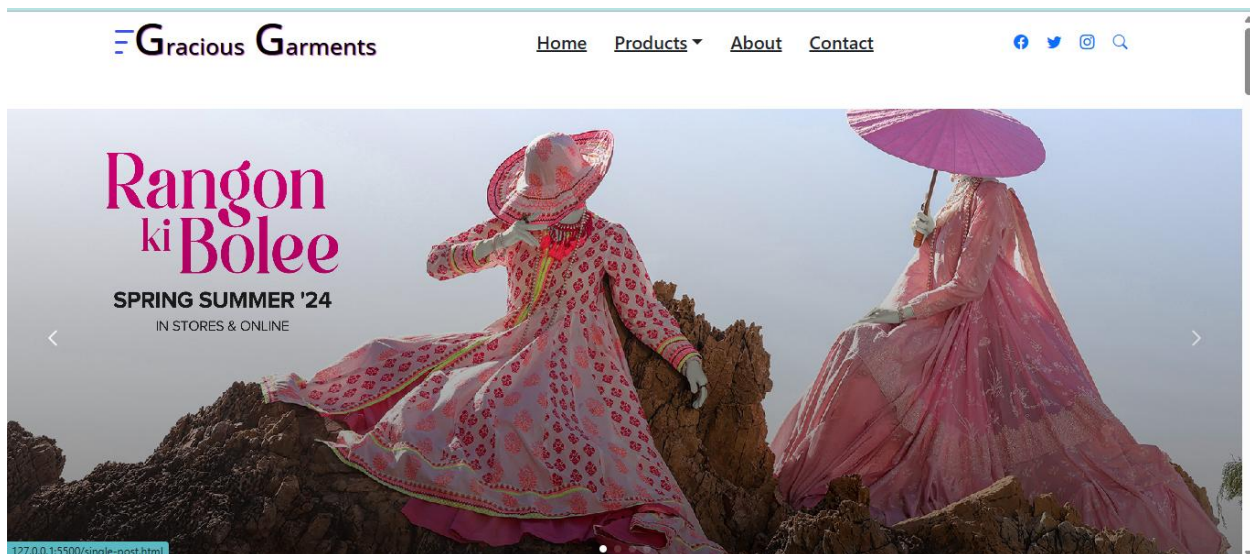 Gracious Garments
Home Products About Contact
Rangon
ki Bolee
SPRING SUMMER '24
IN STORES & ONLINE
127.0.0.1:5500/single-post.html